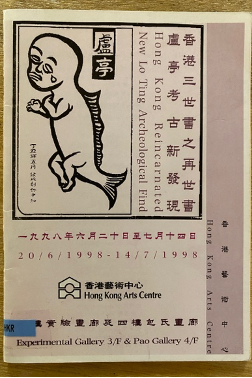 盧亭
香港三世書之再世書
盧亭考古新發現
Hong Kong Reincarnated
New Lo Ting Archeological Find
一九九八年六月二十日至七月十四日
20/6/1998-14/7/1998
香港藝術中心
Hong Kong Arts Centre
香港藝術中心
Hong Kong Arts Centre
HKR
實驗畫廊及四樓包氏畫廊
Experimental Gallery 3/F & Pao Gallery 4/F